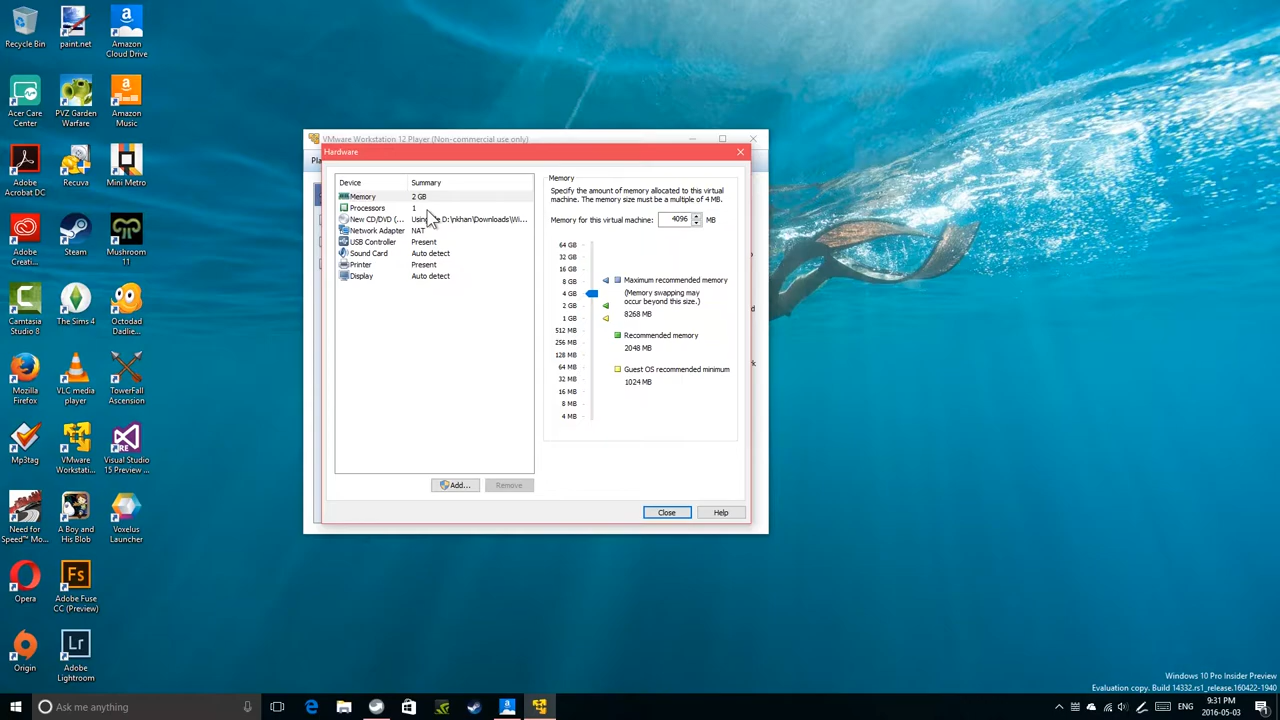 Recycle Bin
paint.net
Amazon
Cloud Drive
Acer Care
Center
PVZ Garden
Warfare
Amazon
Music
Adobe
Acrobat DC
Recuva
Mini Metro
Adobe
Creati...
Steam
Mushroom
11
Camtasia
Studio 8
The Sims 4
Octodad
Dadlie...
Mozilla
Firefox
VLC media
player
TowerFall
Ascension
Mp3tag
VMware
Workstati...
Visual Studio
15 Preview ...
Need for
Speed™ Mo...
A Boy and
His Blob
Voxelus
Launcher
Opera
Adobe Fuse
CC (Preview)
Origin
Adobe
Lightroom
VMware Workstation 12 Player (Non-commercial use only)
Hardware
Device
Summary
Memory
2 GB
Processors
1
New CD/DVD (...
Network Adapter
NAT
USB Controller
Present
Sound Card
Auto detect
Printer
Present
Display
Auto detect
Add...
Remove
Memory
Specify the amount of memory allocated to this virtual
machine. The memory size must be a multiple of 4 MB.
Memory for this virtual machine:
4096
MB
64 GB
32 GB
16 GB
8 GB
4 GB
2 GB
1 GB
512 MB
256 MB
128 MB
64 MB
32 MB
16 MB
8 MB
4 MB
Maximum recommended memory
(Memory swapping may
occur beyond this size.)
8268 MB
Recommended memory
2048 MB
Guest OS recommended minimum
1024 MB
Close
Help
Windows 10 Pro Insider Preview
Evaluation copy. Build 14332.rs1_release.160422-1940
Ask me anything
ENG
9:31 PM
2016-05-03